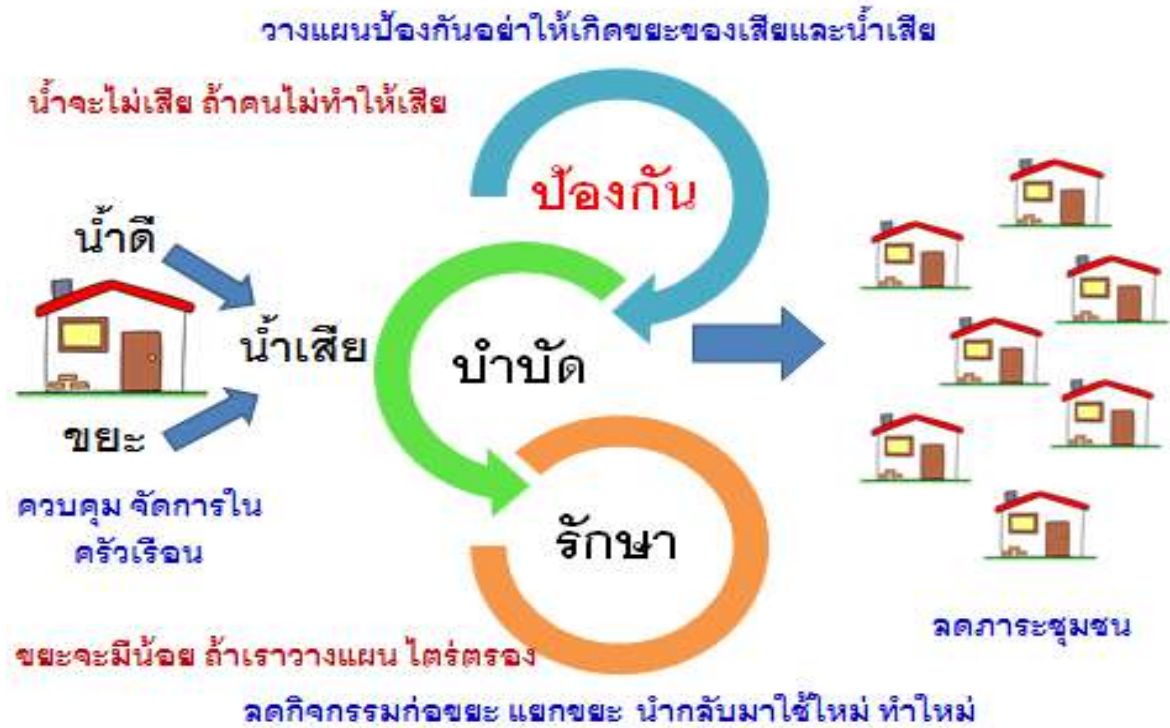 วางแผนป้องกันอย่าให้เกิดขยะของเสียและน้ำเสีย
น้ำจะไม่เสีย ถ้าคนไม่ทำให้เสีย
ป้องกัน
น้ำดี
น้ำเสีย
บำบัด
ขยะ
ควบคุม จัดการใน
ครัวเรือน
รักษา
ลดภาระชุมชน
ขยะจะมีน้อย ถ้าเราวางแผน ไตร่ตรอง
ลดกิจกรรมก่อขยะ แยกขยะ นำกลับมาใช้ใหม่ ทำใหม่